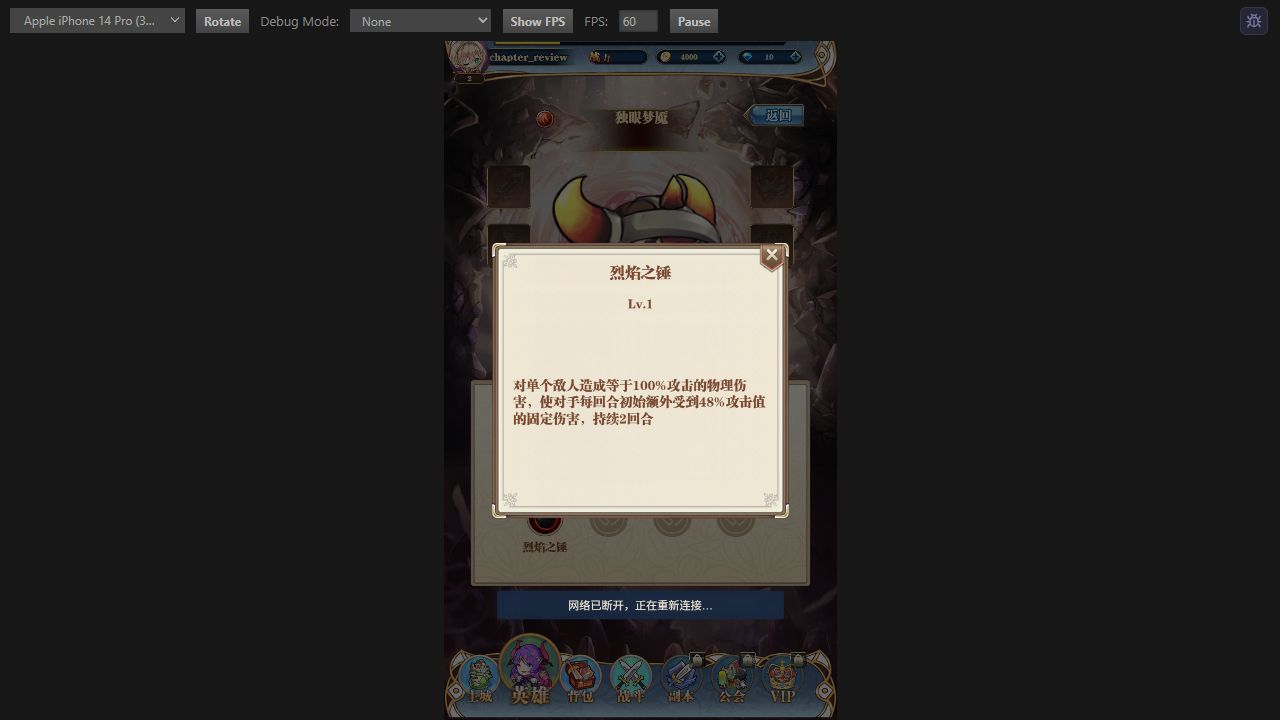 Apple iPhone 14 Pro (3...
Rotate
Debug Mode:
None
Show FPS
FPS:
60
Pause
chapter_review
战力
4000
10
2
独眼梦魇
返回
烈焰之锤
Lv.1
对单个敌人造成等于100%攻击的物理伤
害，使对手每回合初始额外受到48%攻击值
的固定伤害，持续2回合
烈焰之锤
网络已断开，正在重新连接...
主城
英雄
背包
战斗
副本
公会
VIP